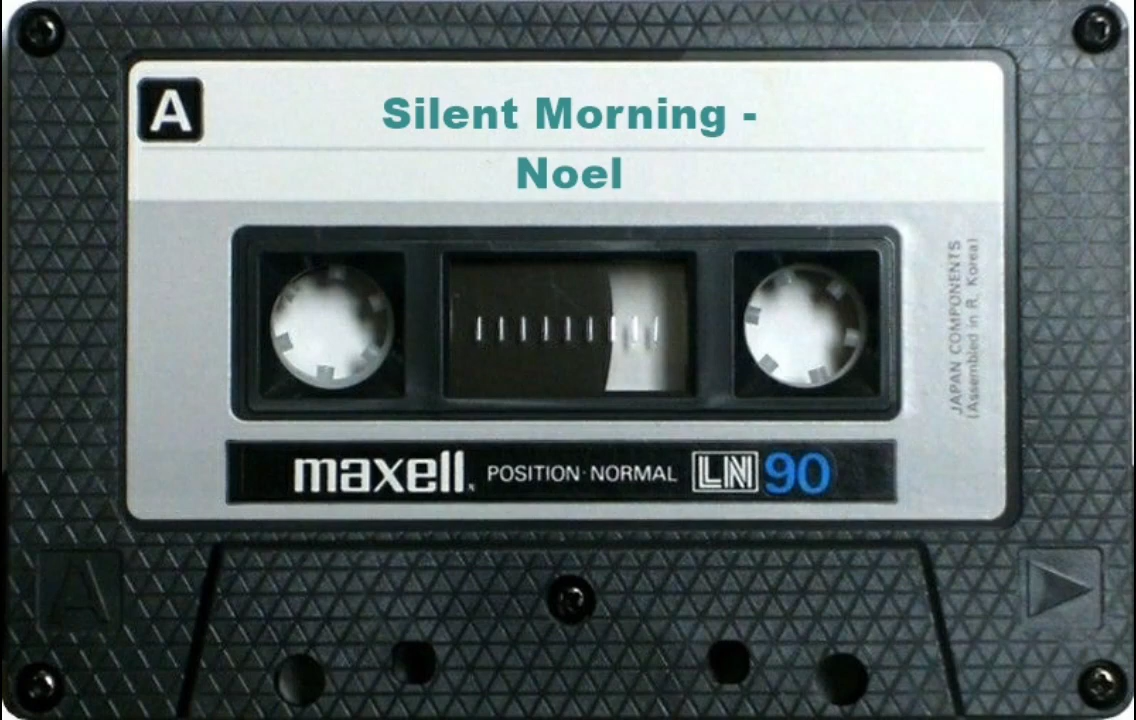 A
Silent Morning -
Noel
JAPAN COMPONENTS
(Assembled in R. Korea)
maxell. POSITION·NORMAL LN 90
A